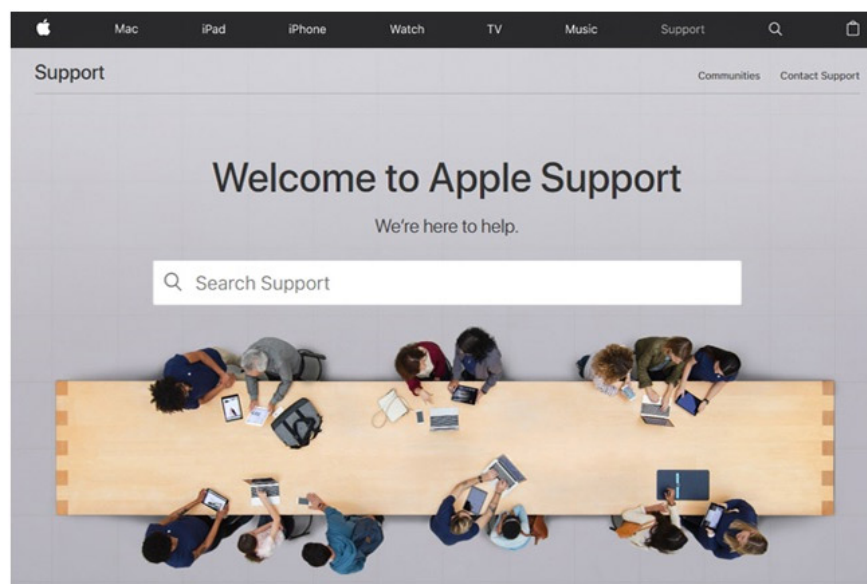 Mac iPad iPhone Watch TV Music Support
Support
Communities Contact Support
Welcome to Apple Support
We're here to help.
Search Support